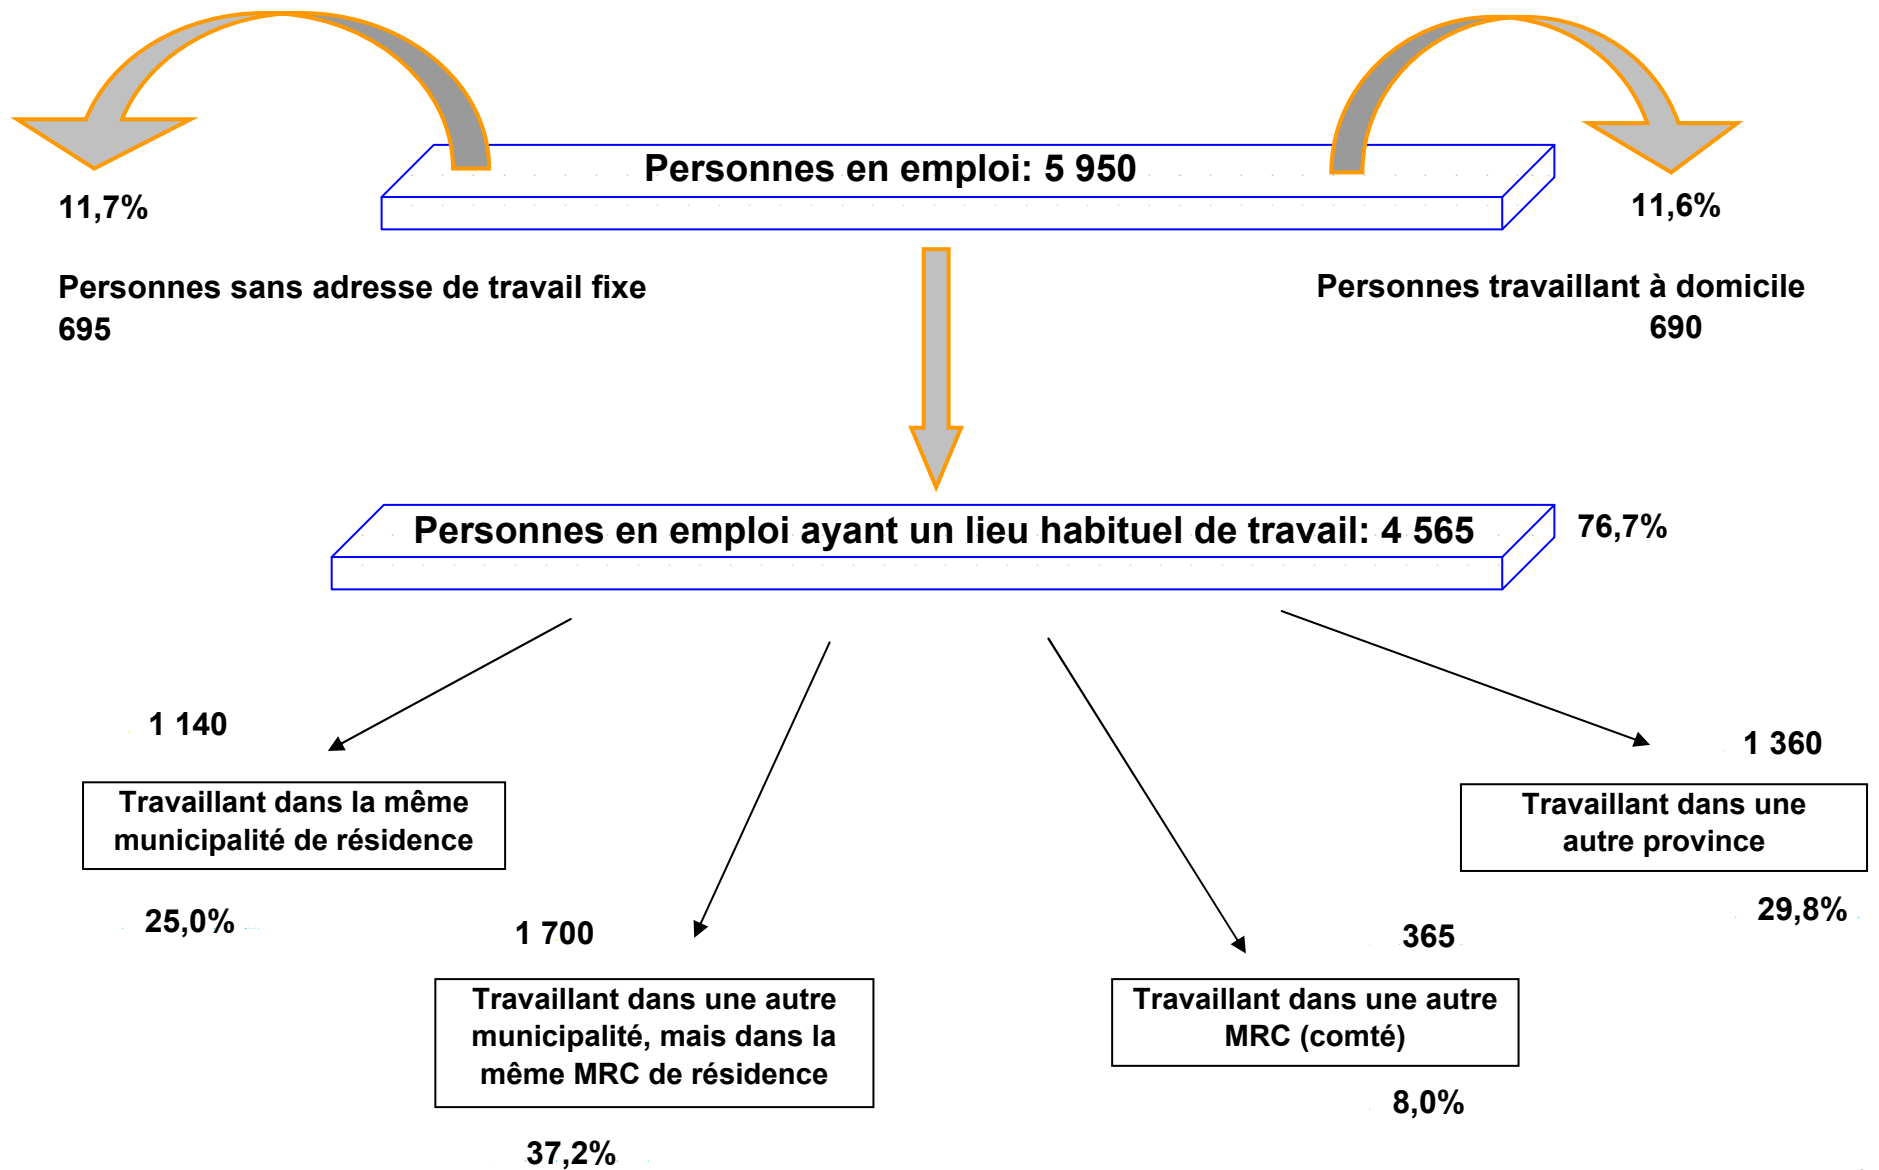 Personnes en emploi: 5 950
11,7%
11,6%
Personnes sans adresse de travail fixe
695
Personnes travaillant à domicile
690
Personnes en emploi ayant un lieu habituel de travail: 4 565
76,7%
1 140
Travaillant dans la même
municipalité de résidence
25,0%
1 700
Travaillant dans une autre
municipalité, mais dans la
même MRC de résidence
37,2%
365
Travaillant dans une autre
MRC (comté)
8,0%
1 360
Travaillant dans une
autre province
29,8%